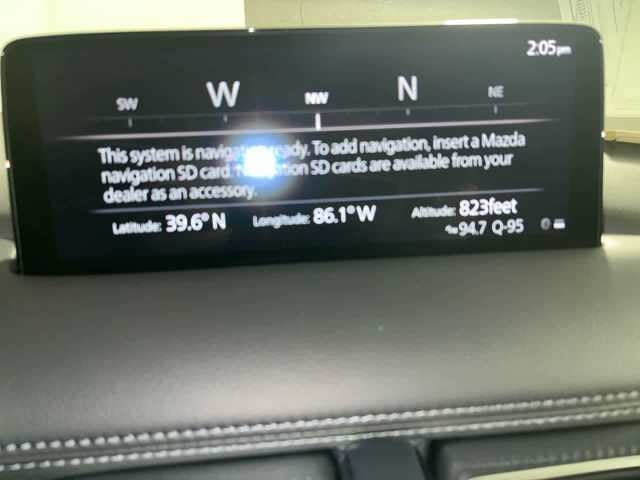 2:05pm
SW W NW N NE
This system is ready. To add navigation, insert a Mazda
navigation SD card. SD cards are available from your
dealer as an accessory.
Latitude: 39.6° N Longitude: 86.1° W Altitude: 823feet
94.7 Q-95